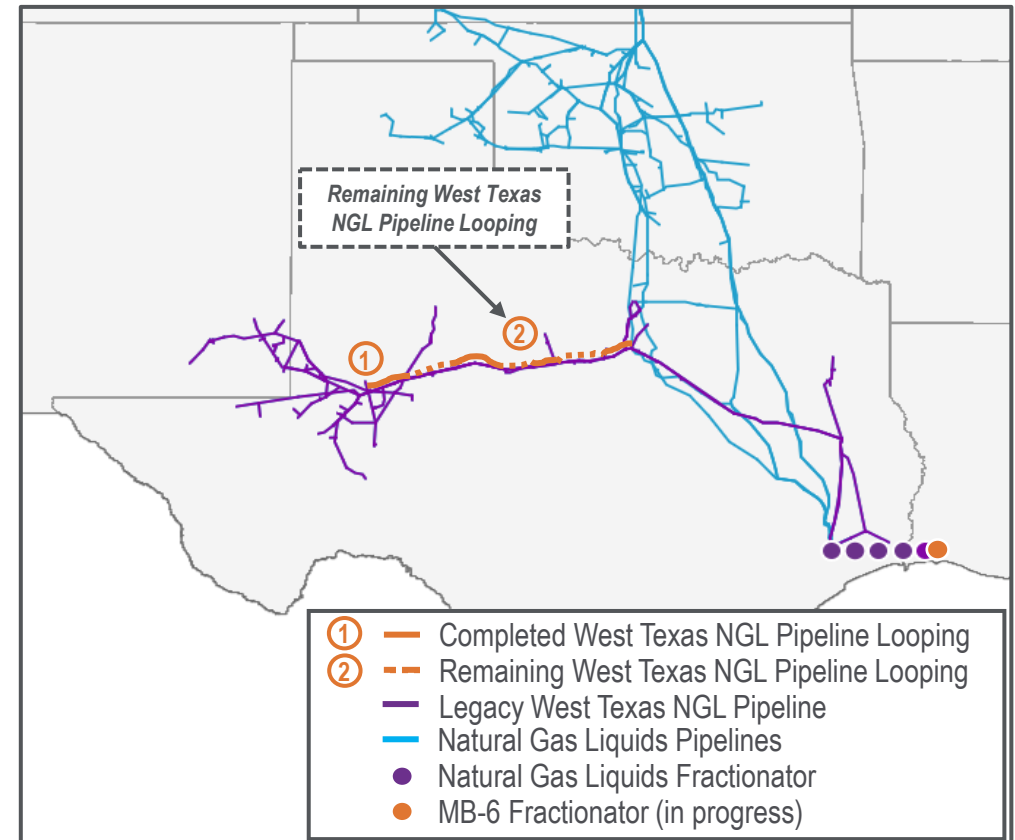 Remaining West Texas
NGL Pipeline Looping
1
2
1 Completed West Texas NGL Pipeline Looping
2 Remaining West Texas NGL Pipeline Looping
Legacy West Texas NGL Pipeline
Natural Gas Liquids Pipelines
Natural Gas Liquids Fractionator
MB-6 Fractionator (in progress)